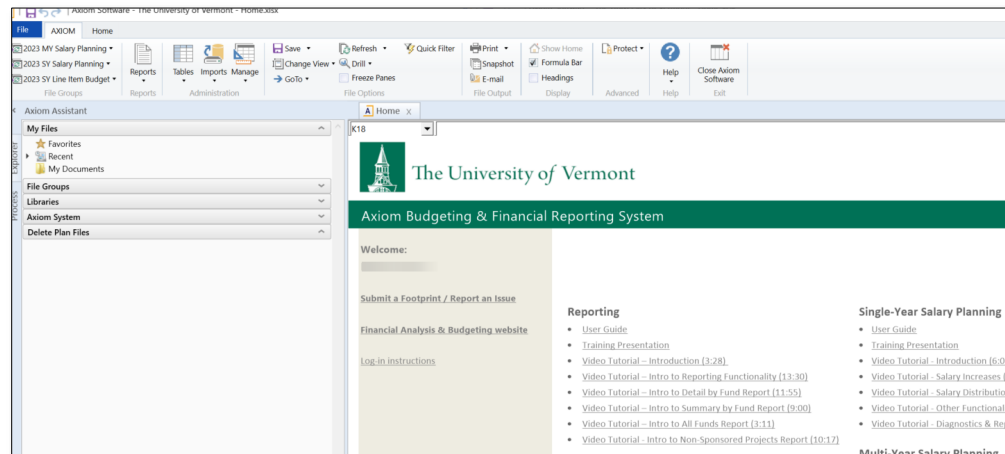 Axiom Software - The University of Vermont - Home.xlsx
File AXIOM Home
2023 MY Salary Planning
2023 SY Salary Planning
2023 SY Line Item Budget
File Groups
Reports
Reports
Tables Imports Manage
Administration
Save Refresh Quick Filter
Change View Drill
GoTo Freeze Panes
File Options
Print
Snapshot
E-mail
File Output
Show Home
Formula Bar
Headings
Display
Protect
Advanced
Help
Help
Close Axiom
Software
Exit
Axiom Assistant
A Home x
My Files
K18
Explorer
Process
Favorites
Recent
My Documents
File Groups
Libraries
Axiom System
Delete Plan Files
The University of Vermont
Axiom Budgeting & Financial Reporting System
Welcome:
Submit a Footprint / Report an Issue
Financial Analysis & Budgeting website
Log-in instructions
Reporting
User Guide
Training Presentation
Video Tutorial – Introduction (3:28)
Video Tutorial – Intro to Reporting Functionality (13:30)
Video Tutorial – Intro to Detail by Fund Report (11:55)
Video Tutorial – Intro to Summary by Fund Report (9:00)
Video Tutorial – Intro to All Funds Report (3:11)
Video Tutorial - Intro to Non-Sponsored Projects Report (10:17)
Single-Year Salary Planning
User Guide
Training Presentation
Video Tutorial - Introduction (6:0
Video Tutorial - Salary Increases (
Video Tutorial - Salary Distributio
Video Tutorial - Other Functional
Video Tutorial - Diagnostics & Re
Multi-Year Salary Planning